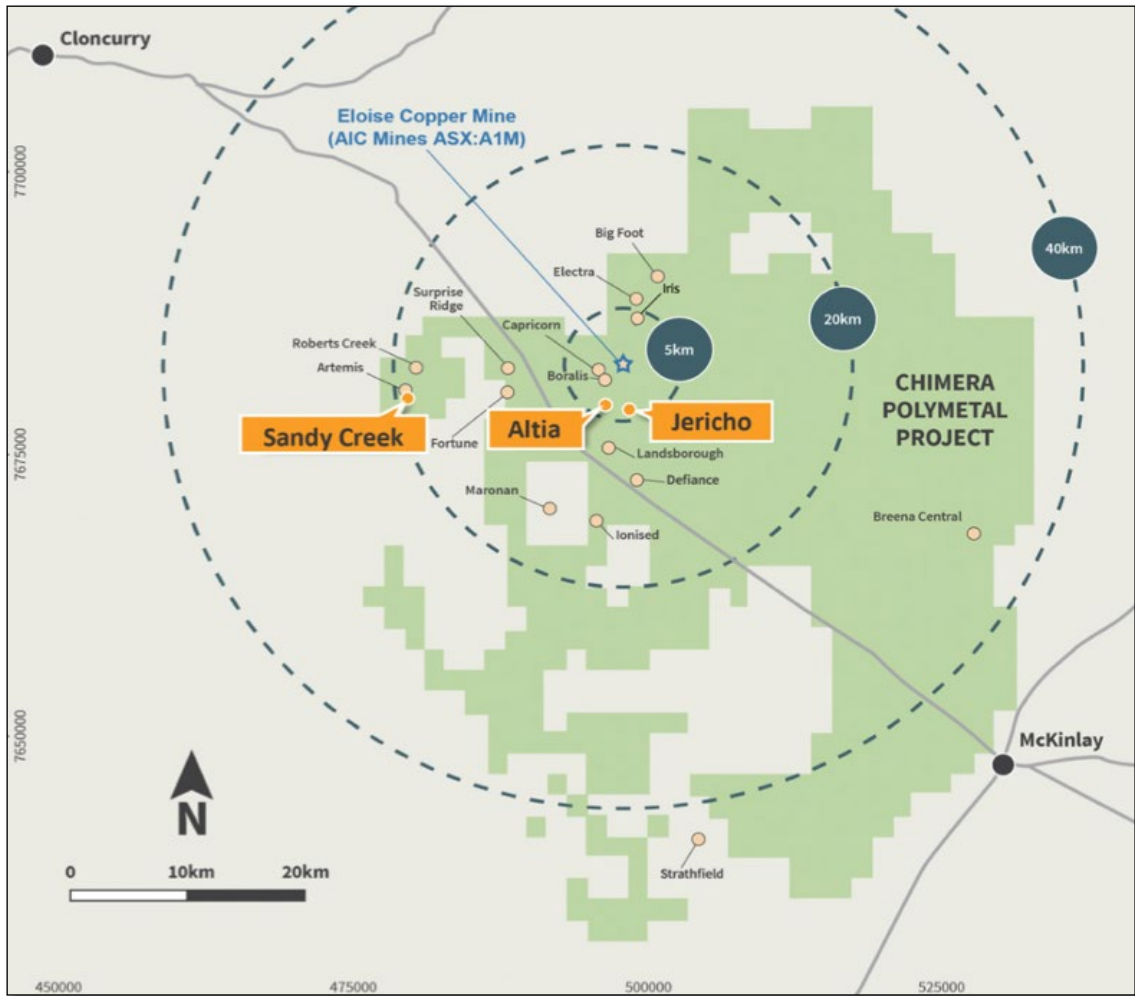 Cloncurry
Eloise Copper Mine
(AIC Mines ASX:A1M)
7700000
Big Foot
40km
Electra
Iris
Surprise
Ridge
20km
Capricorn
5km
Roberts Creek
Artemis
Boralis
CHIMERA
POLYMETAL
PROJECT
Sandy Creek
Fortune
Altia
Jericho
7675000
Landsborough
Maronan
Defiance
Breena Central
Ionised
7650000
McKinlay
N
Strathfield
0
10km
20km
450000
475000
500000
525000